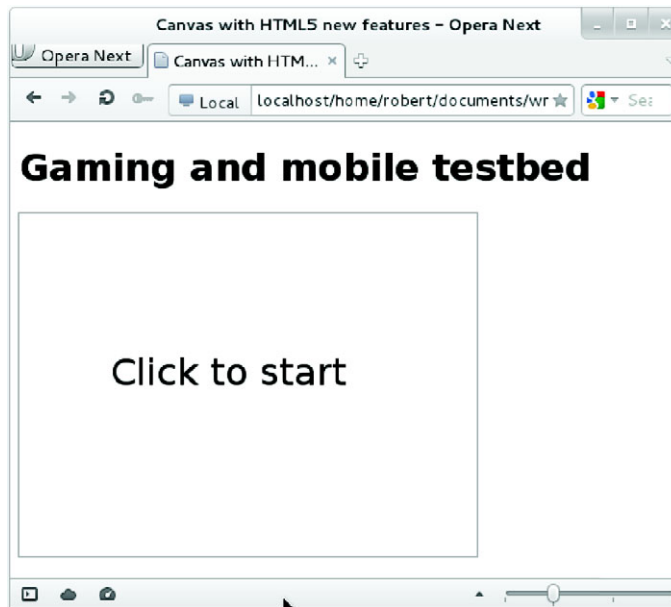 Canvas with HTML5 new features - Opera Next
Opera Next
Canvas with HTM...
Local
localhost/home/robert/documents/wr
Gaming and mobile testbed
Click to start